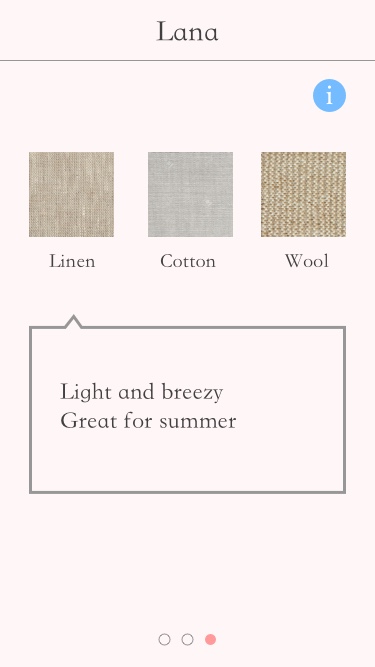 Lana
i
Linen
Cotton
Wool
Light and breezy
Great for summer